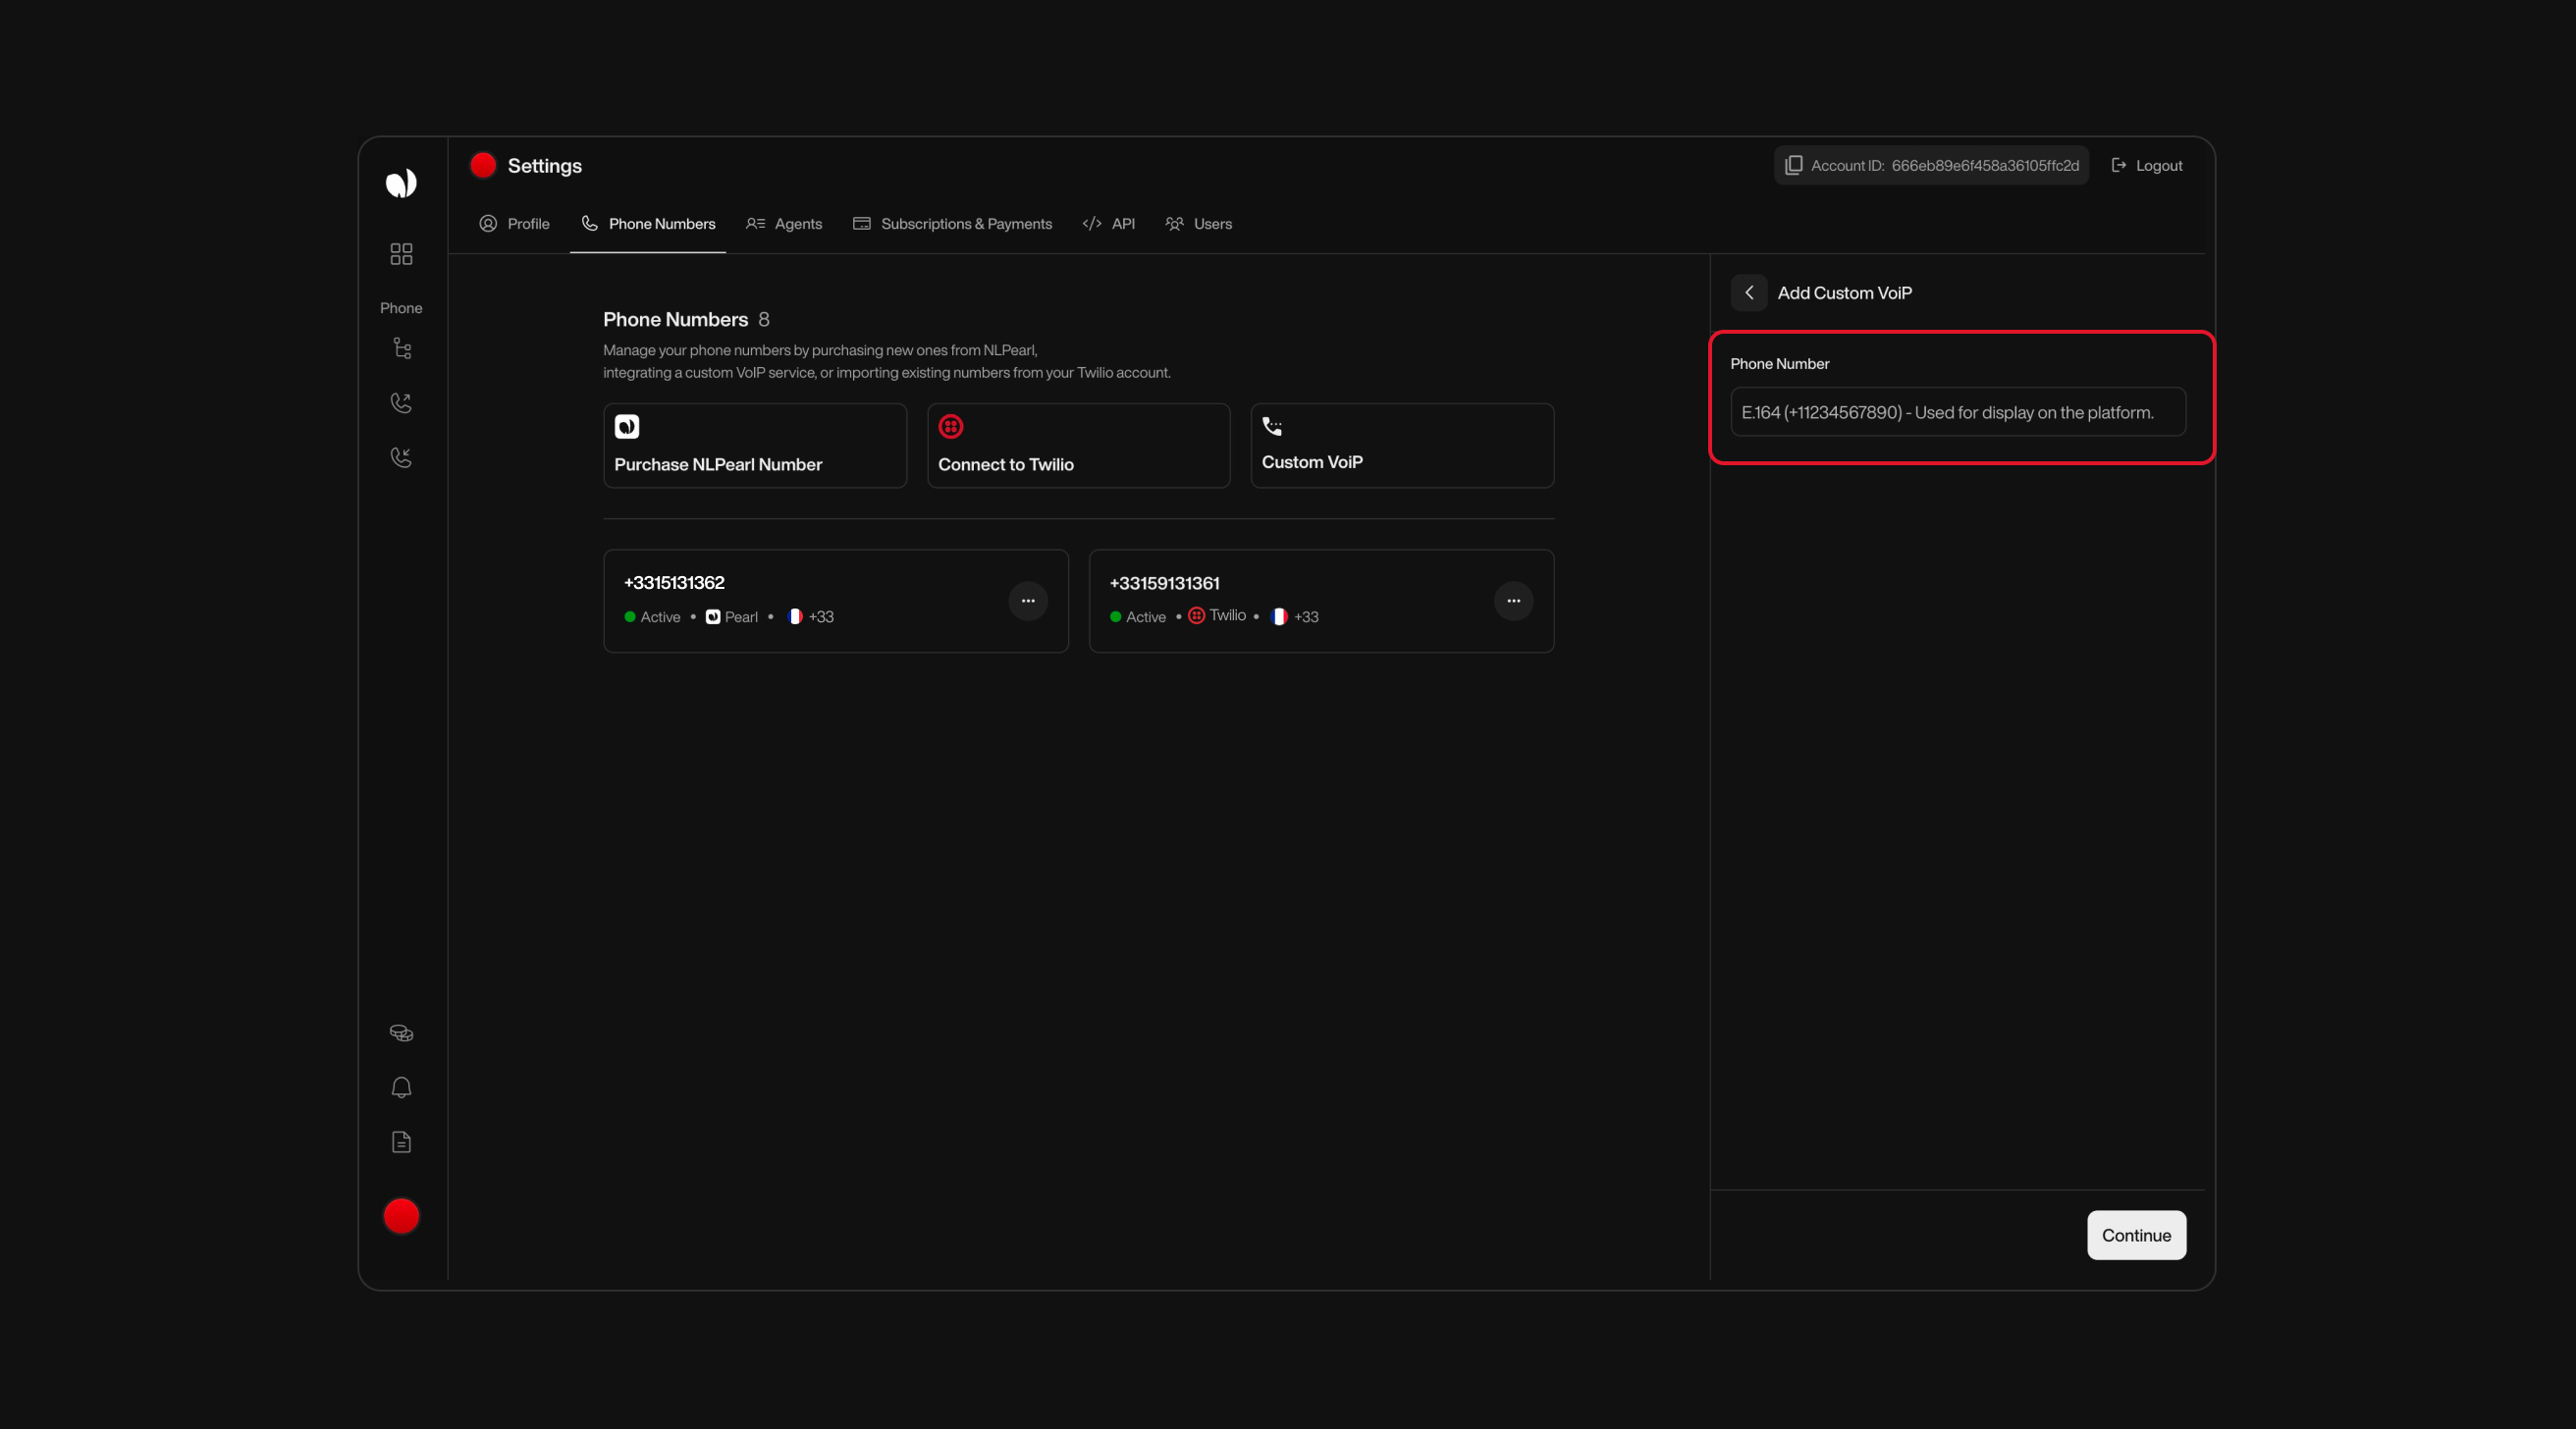 Settings
Account ID: 666eb89e6f458a36105ffc2d
Logout
Profile
Phone Numbers
Agents
Subscriptions & Payments
API
Users
Phone
Phone Numbers 8
Manage your phone numbers by purchasing new ones from NLPearl,
integrating a custom VoIP service, or importing existing numbers from your Twilio account.
Purchase NLPearl Number
Connect to Twilio
Custom VoiP
+3315131362
Active • Pearl • +33
+33159131361
Active • Twilio • +33
Add Custom VoiP
Phone Number
E.164 (+11234567890) - Used for display on the platform.
Continue